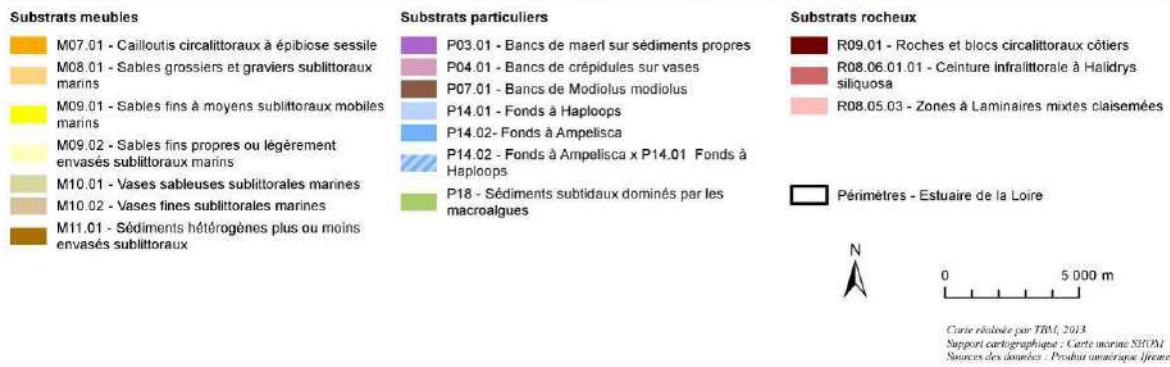 Substrats meubles
M07.01 - Cailloutis circalittoraux à épibiose sessile
M08.01 - Sables grossiers et graviers sublittoraux
marins
M09.01 - Sables fins à moyens sublittoraux mobiles
marins
M09.02 - Sables fins propres ou légèrement
envasés sublittoraux marins
M10.01 - Vases sableuses sublittorales marines
M10.02 - Vases fines sublittorales marines
M11.01 - Sédiments hétérogènes plus ou moins
envasés sublittoraux
Substrats particuliers
P03.01 - Bancs de maerl sur sédiments propres
P04.01 - Bancs de crépidules sur vases
P07.01 - Bancs de Modiolus modiolus
P14.01 - Fonds à Haploops
P14.02- Fonds à Ampelisca
P14.02 - Fonds à Ampelisca x P14.01 Fonds à
Haploops
P18 - Sédiments subtidaux dominés par les
macroalgues
Substrats rocheux
R09.01 - Roches et blocs circalittoraux côtiers
R08.06.01.01 - Ceinture infralittorale à Halidrys
siliquosa
R08.05.03 - Zones à Laminaires mixtes claisemées
Périmètres - Estuaire de la Loire
N
0 5 000 m
Carte réalisée par TBM, 2013
Support cartographique : Carte marine SHOM
Sources des données : Produit numérique Ifreme